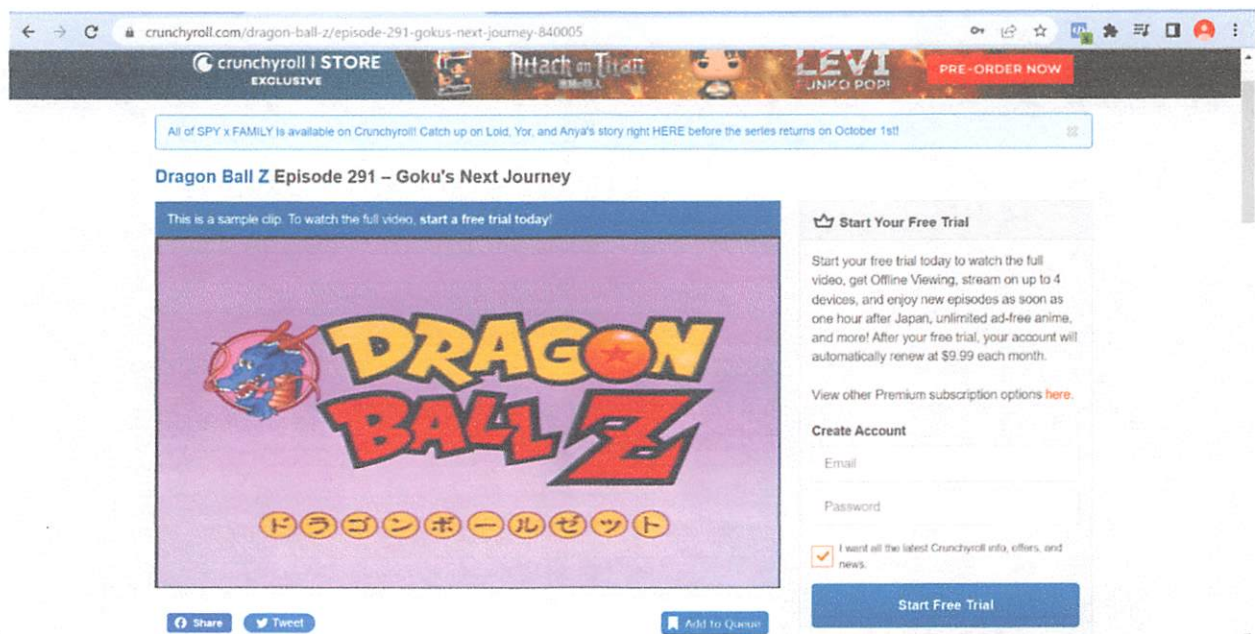 crunchyroll.com/dragon-ball-z/episode-291-gokus-next-journey-840005
crunchyroll | STORE
EXCLUSIVE
Attack on Titan
LEVI
FUNKO POP!
PRE-ORDER NOW
All of SPY x FAMILY is available on Crunchyroll! Catch up on Loid, Yor, and Anya's story right HERE before the series returns on October 1st!
Dragon Ball Z Episode 291 – Goku's Next Journey
This is a sample clip. To watch the full video, start a free trial today!
DRAGON
BALL Z
ドラゴンボールゼット
Share
Tweet
Add to Queue
Start Your Free Trial
Start your free trial today to watch the full
video, get Offline Viewing, stream on up to 4
devices, and enjoy new episodes as soon as
one hour after Japan, unlimited ad-free anime,
and more! After your free trial, your account will
automatically renew at $9.99 each month.
View other Premium subscription options here.
Create Account
Email
Password
I want all the latest Crunchyroll info, offers, and
news.
Start Free Trial